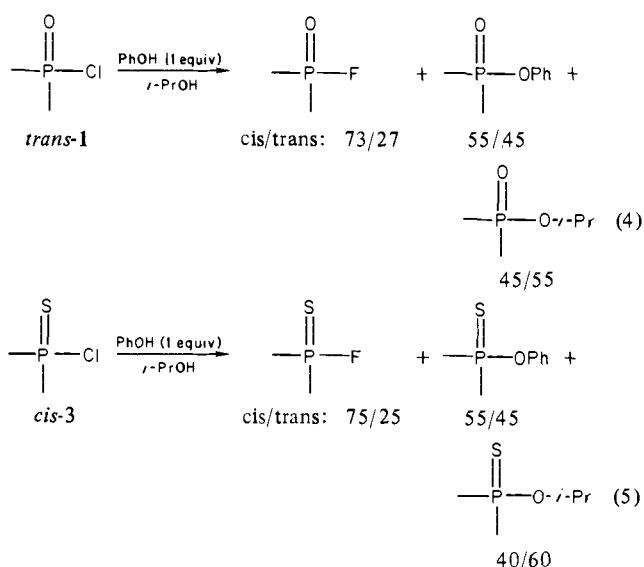 O O O
P Cl PhOH (1 equiv) P F + P OPh +
i-PrOH
trans-1 cis/trans: 73/27 55/45
O
P O-i-Pr (4)
45/55
S S S
P Cl PhOH (1 equiv) P F + P OPh +
i-PrOH
cis-3 cis/trans: 75/25 55/45
S
P O-i-Pr (5)
40/60